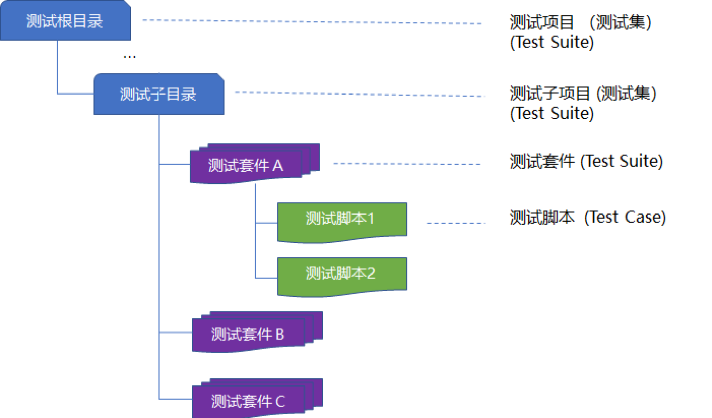 测试根目录
测试项目 (测试集)
(Test Suite)
...
测试子目录
测试子项目 (测试集)
(Test Suite)
测试套件 A
测试套件 (Test Suite)
测试脚本1
测试脚本 (Test Case)
测试脚本2
测试套件 B
测试套件 C